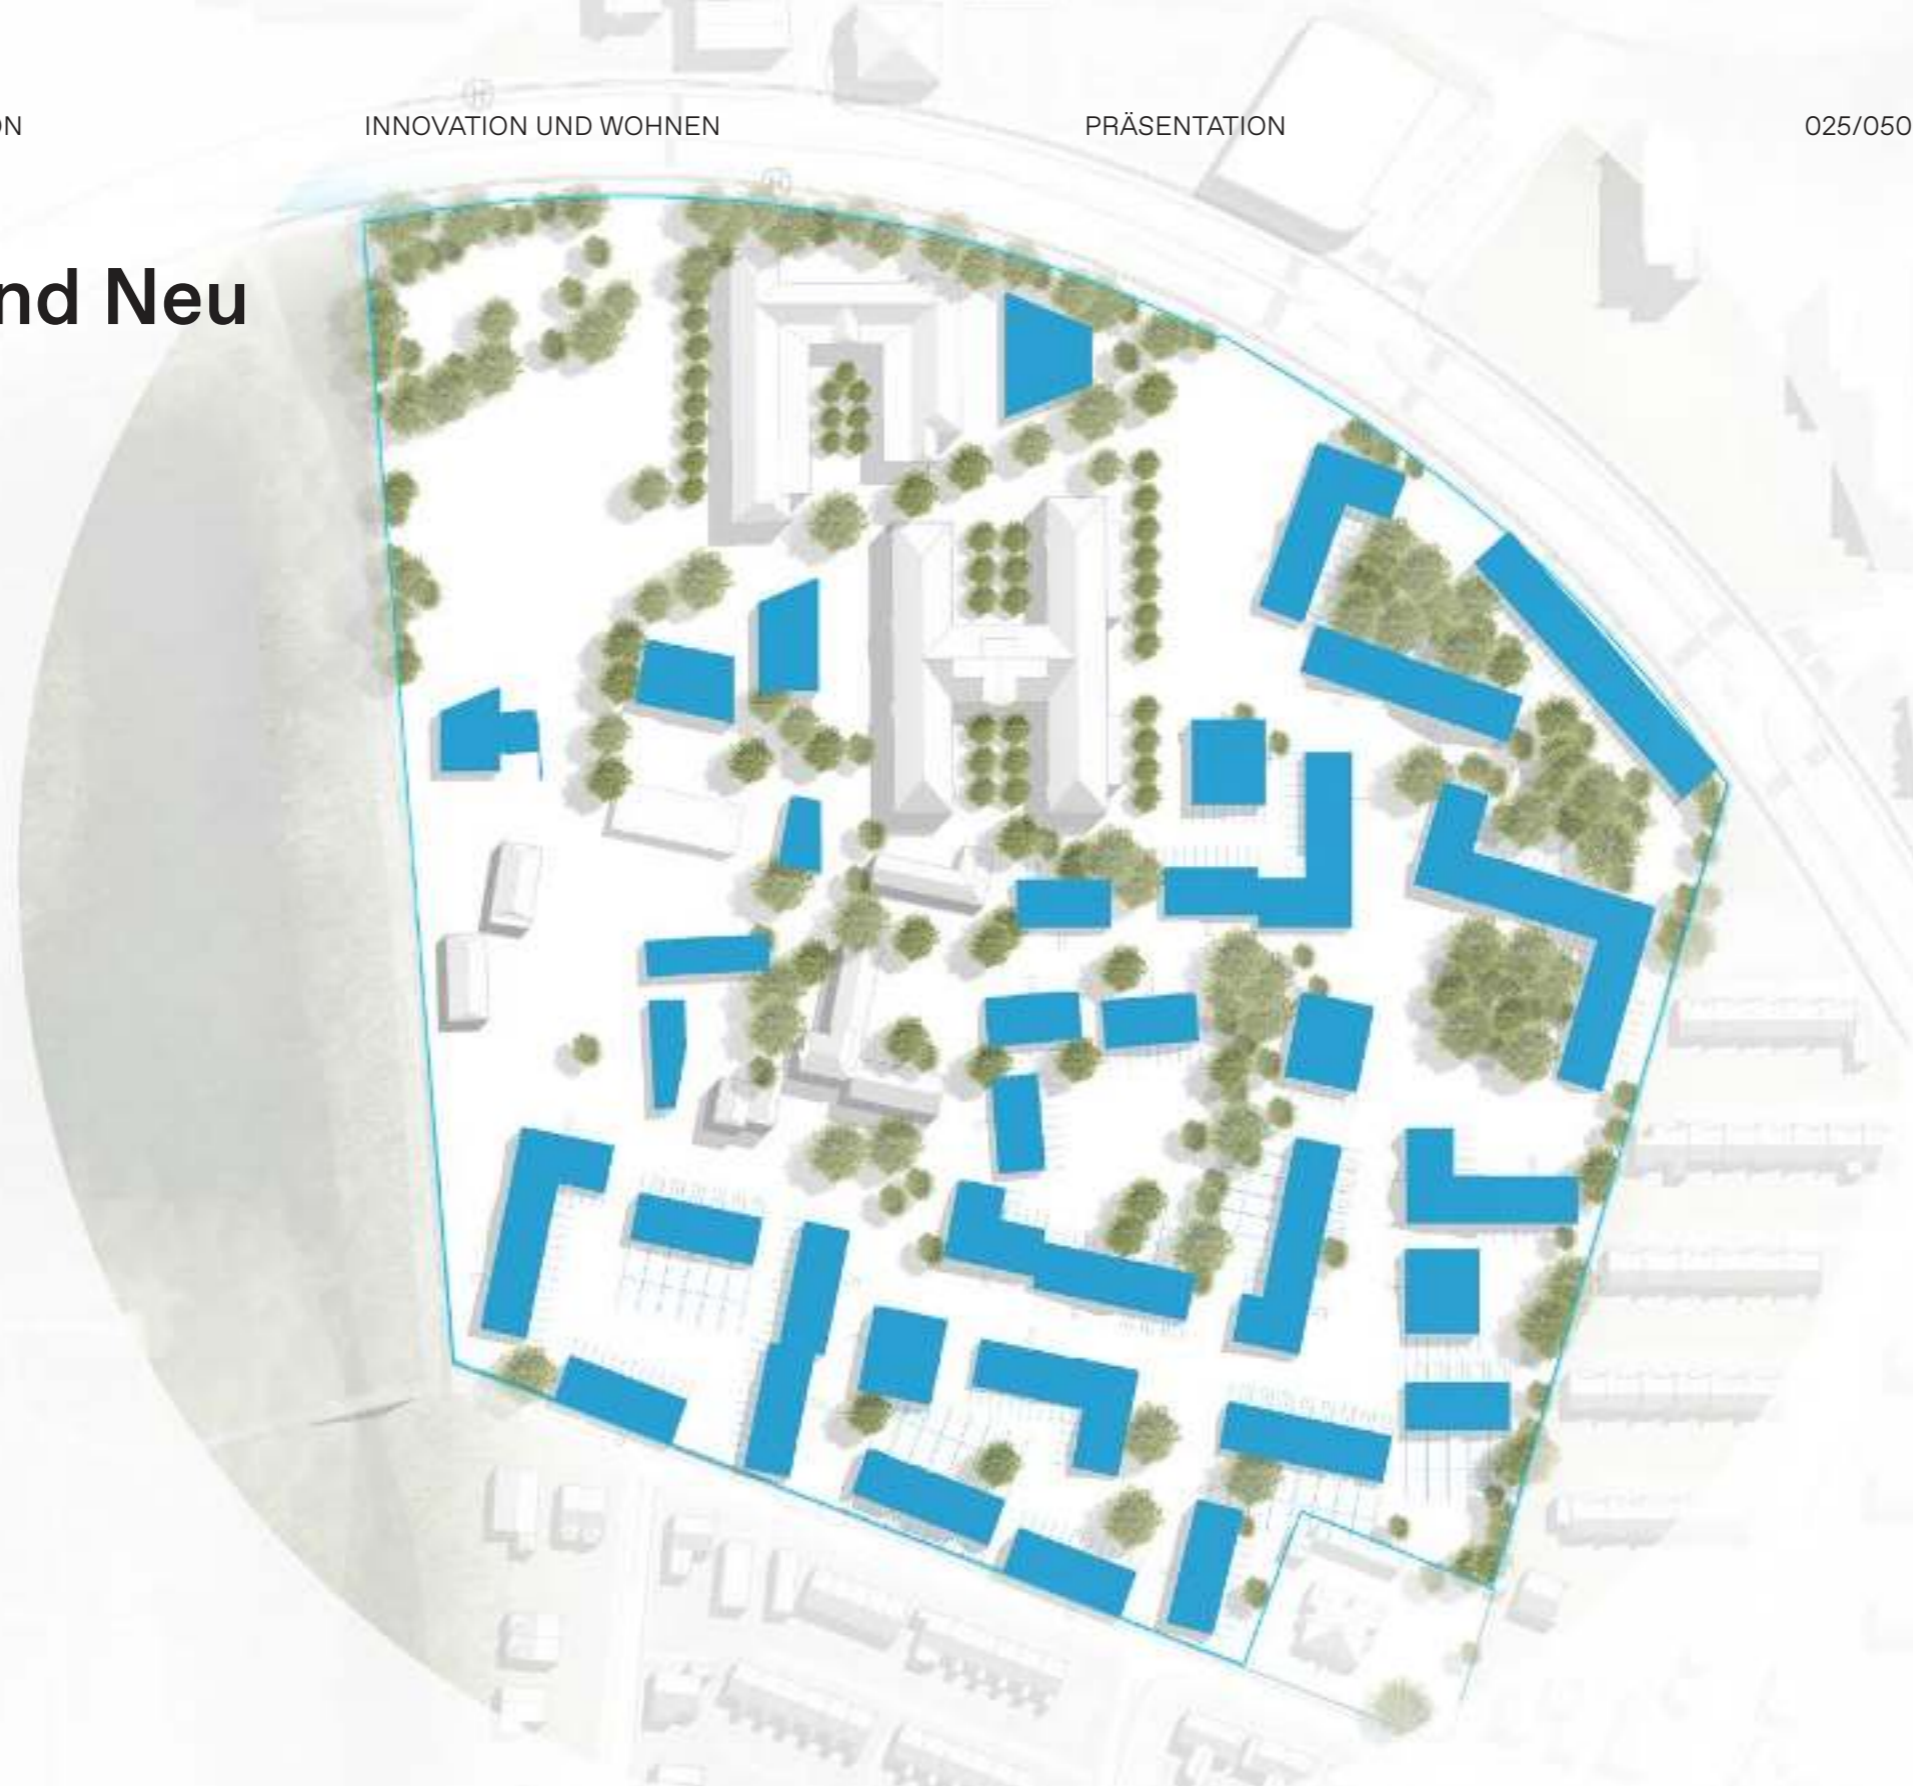 ON
INNOVATION UND WOHNEN
PRÄSENTATION
025/050
nd Neu
H
H